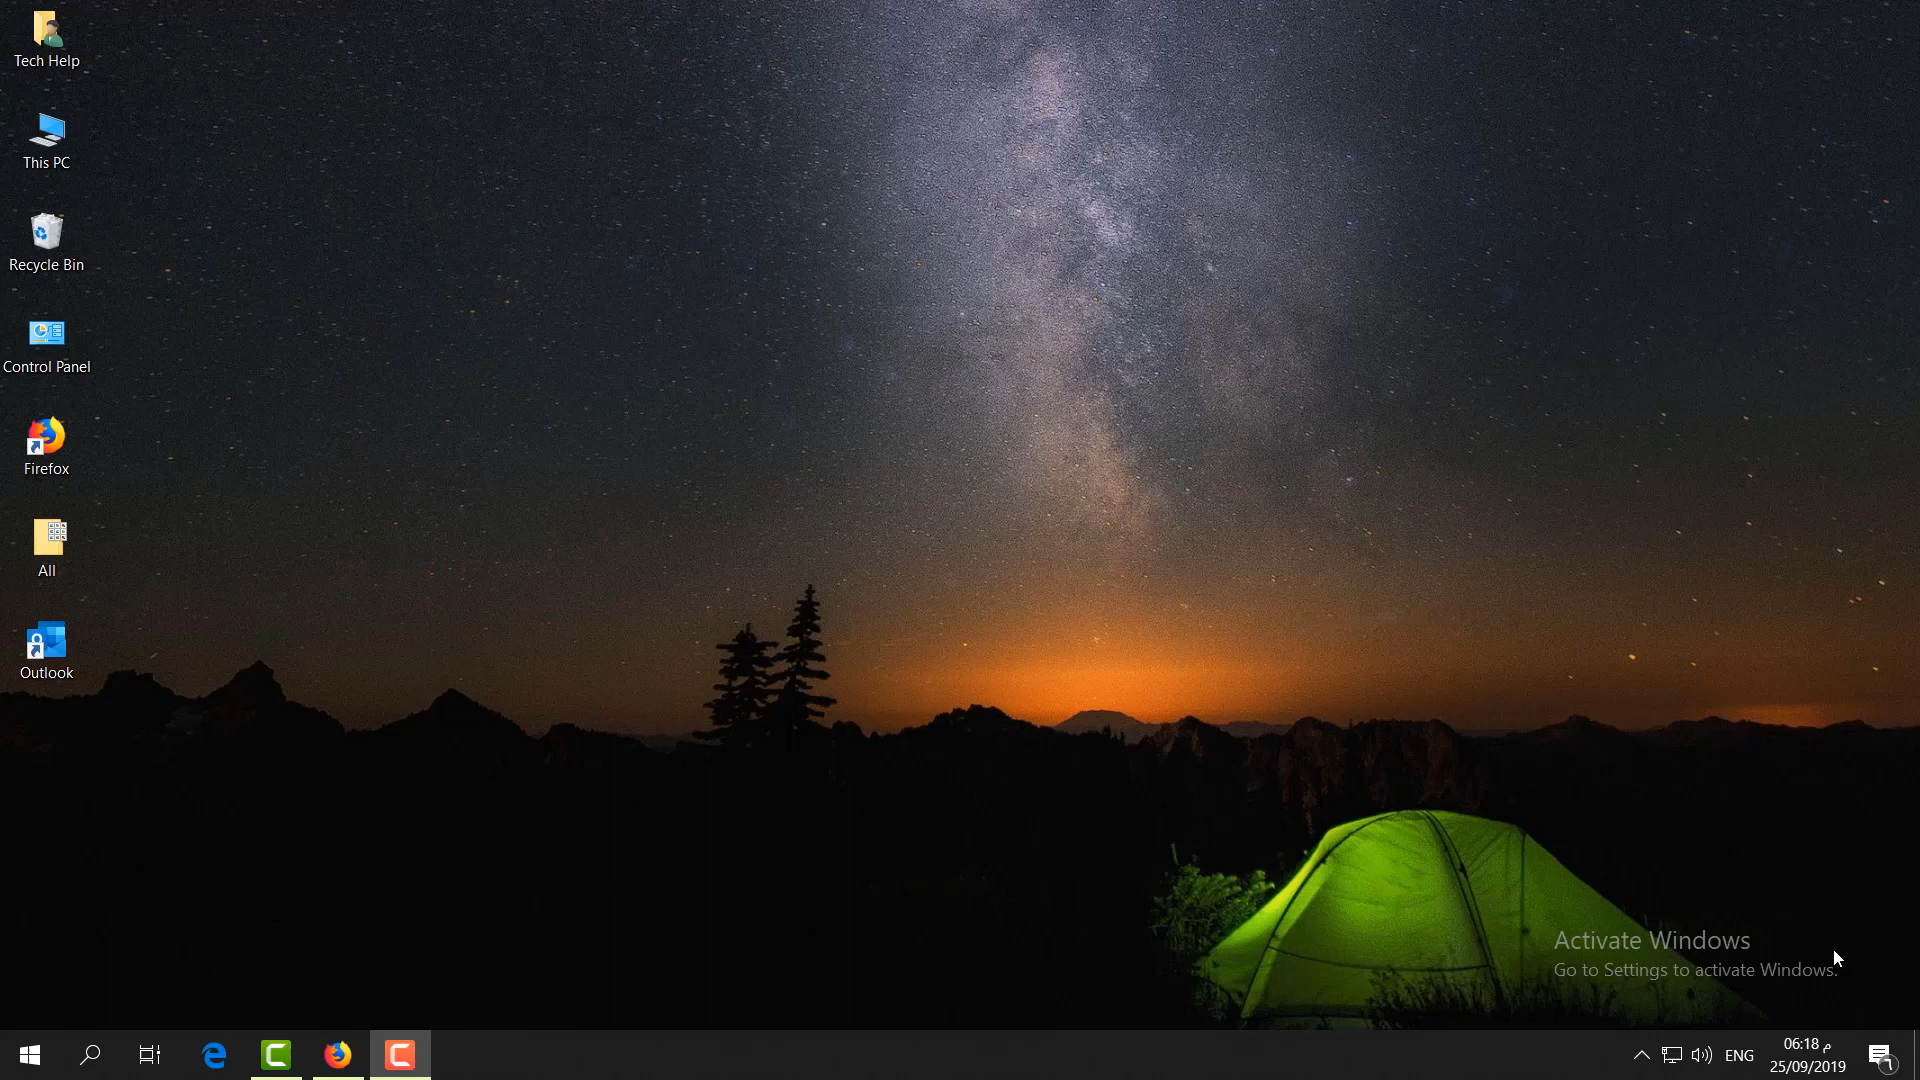 Tech Help
This PC
Recycle Bin
Control Panel
Firefox
All
Outlook
Activate Windows
Go to Settings to activate Windows.
ENG
06:18 م
25/09/2019